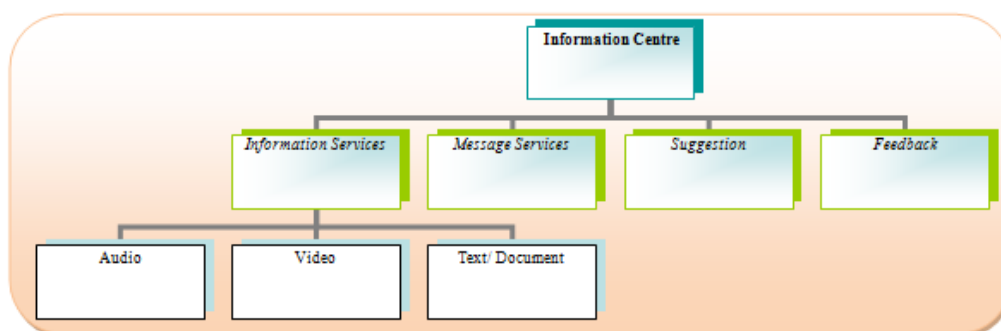 Information Centre
Information Services
Message Services
Suggestion
Feedback
Audio
Video
Text/ Document